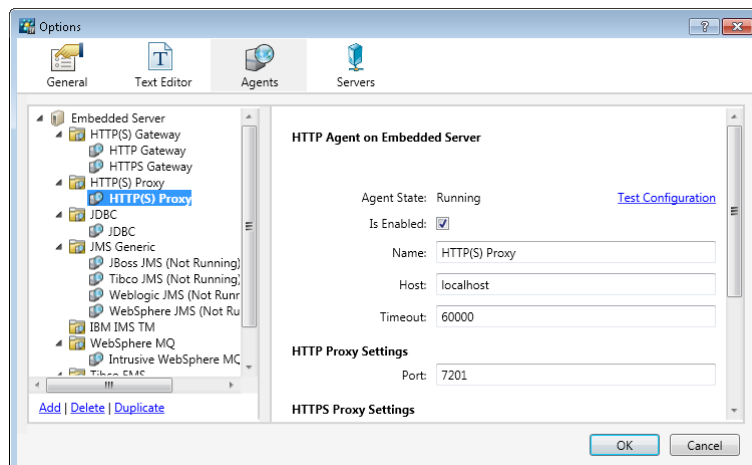 Options
General
Text Editor
Agents
Servers
Embedded Server
HTTP(S) Gateway
HTTP Gateway
HTTPS Gateway
HTTP(S) Proxy
HTTP(S) Proxy
JDBC
JDBC
JMS Generic
JBoss JMS (Not Running)
Tibco JMS (Not Running)
Weblogic JMS (Not Runr
WebSphere JMS (Not Ru
IBM IMS TM
WebSphere MQ
Intrusive WebSphere MQ
Tibco EMS
Add | Delete | Duplicate
HTTP Agent on Embedded Server
Agent State: Running
Test Configuration
Is Enabled:
Name: HTTP(S) Proxy
Host: localhost
Timeout: 60000
HTTP Proxy Settings
Port: 7201
HTTPS Proxy Settings
OK
Cancel